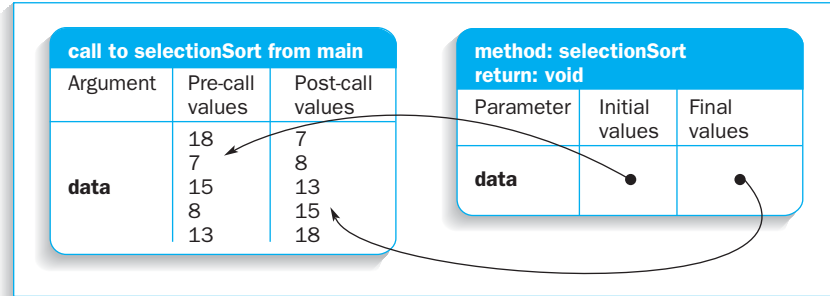 call to selectionSort from main
Argument Pre-call values Post-call values
data
18 7
7 8
15 13
8 15
13 18
method: selectionSort
return: void
Parameter Initial values Final values
data